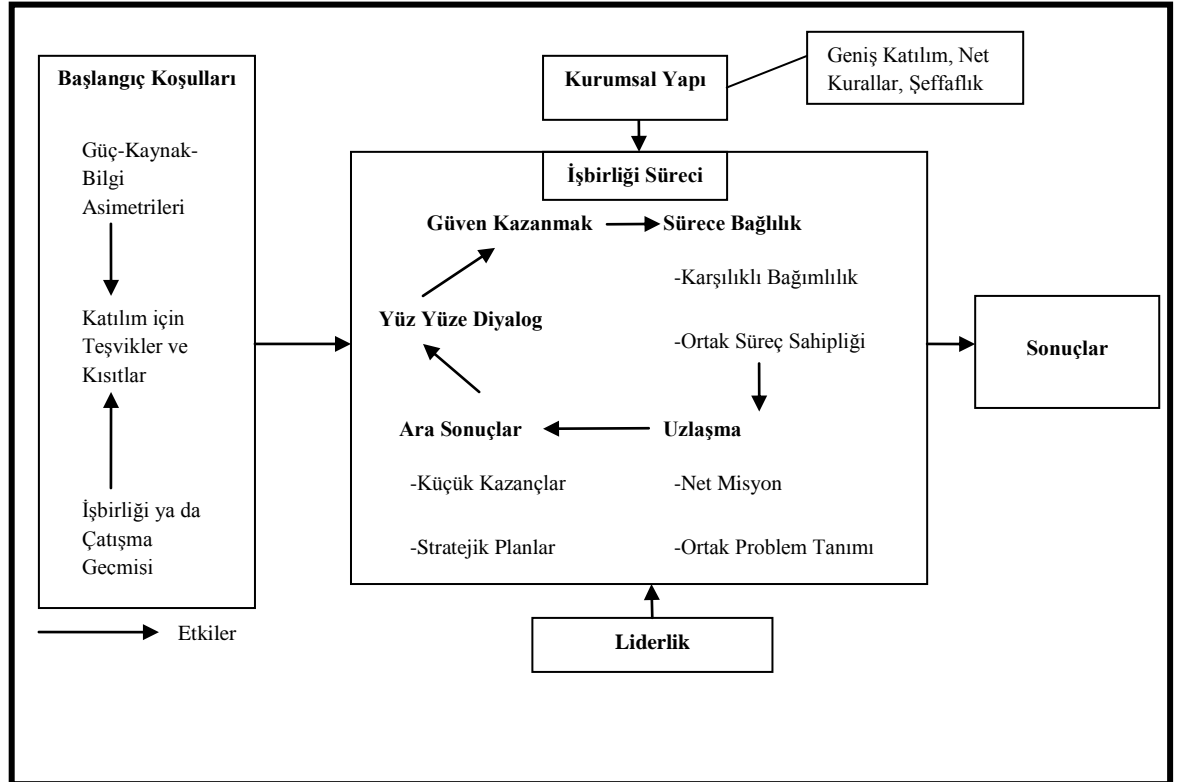 Başlangıç Koşulları
Güç-Kaynak-
Bilgi
Asimetrileri
Katılım için
Teşvikler ve
Kısıtlar
İşbirliği ya da
Çatışma
Gecmisi
Etkiler
Kurumsal Yapı
Geniş Katılım, Net
Kurallar, Şeffaflık
İşbirliği Süreci
Güven Kazanmak
Sürece Bağlılık
-Karşılıklı Bağımlılık
-Ortak Süreç Sahipliği
Yüz Yüze Diyalog
Ara Sonuçlar
-Küçük Kazançlar
-Stratejik Planlar
Uzlaşma
-Net Misyon
-Ortak Problem Tanımı
Liderlik
Sonuçlar